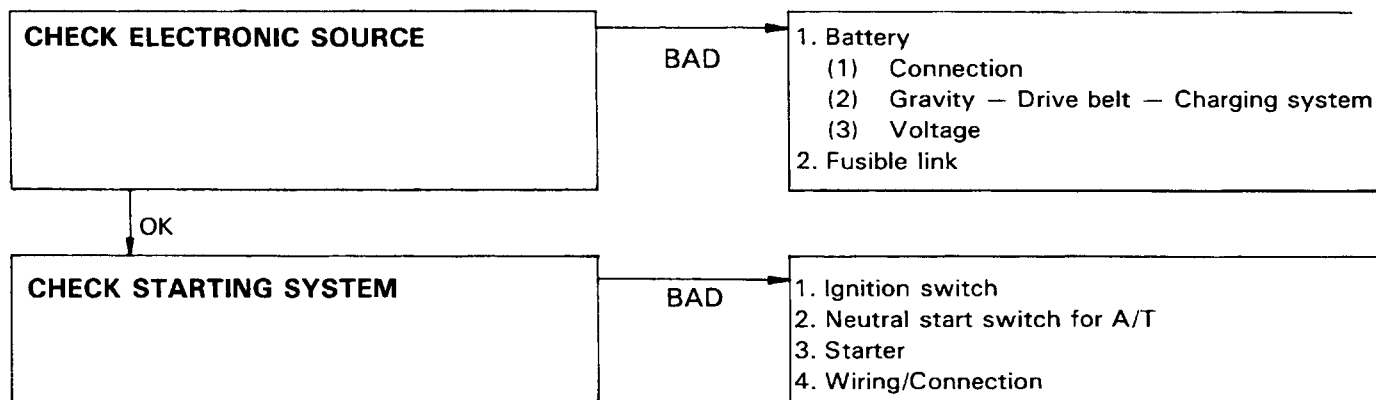 CHECK ELECTRONIC SOURCE
BAD
1. Battery
(1) Connection
(2) Gravity — Drive belt — Charging system
(3) Voltage
2. Fusible link
OK
CHECK STARTING SYSTEM
BAD
1. Ignition switch
2. Neutral start switch for A/T
3. Starter
4. Wiring/Connection